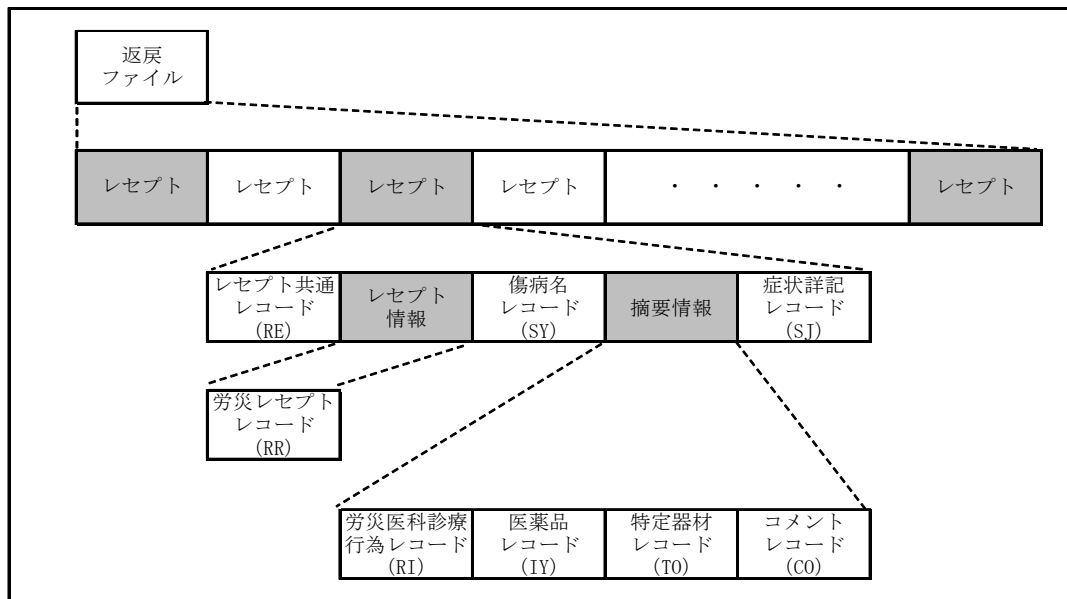 返戻
ファイル
レセプト
レセプト
レセプト
レセプト
・ ・ ・ ・ ・
レセプト
レセプト共通
レコード
(RE)
レセプト
情報
傷病名
レコード
(SY)
摘要情報
症状詳記
レコード
(SJ)
労災レセプト
レコード
(RR)
労災医科診療
行為レコード
(RI)
医薬品
レコード
(IY)
特定器材
レコード
(TO)
コメント
レコード
(CO)